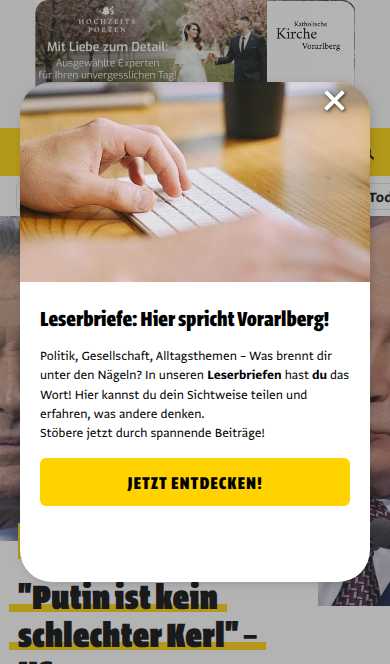 HOCHZEITS
PORTEN
Mit Liebe zum Detail:
Ausgewählte Experten
für Ihren unvergesslichen Tag!
Katholische
Kirche
Vorarlberg
Leserbriefe: Hier spricht Vorarlberg!
Politik, Gesellschaft, Alltagsthemen – Was brennt dir
unter den Nägeln? In unseren Leserbriefen hast du das
Wort! Hier kannst du dein Sichtweise teilen und
erfahren, was andere denken.
Stöbere jetzt durch spannende Beiträge!
JETZT ENTDECKEN!
"Putin ist kein
schlechter Kerl" –